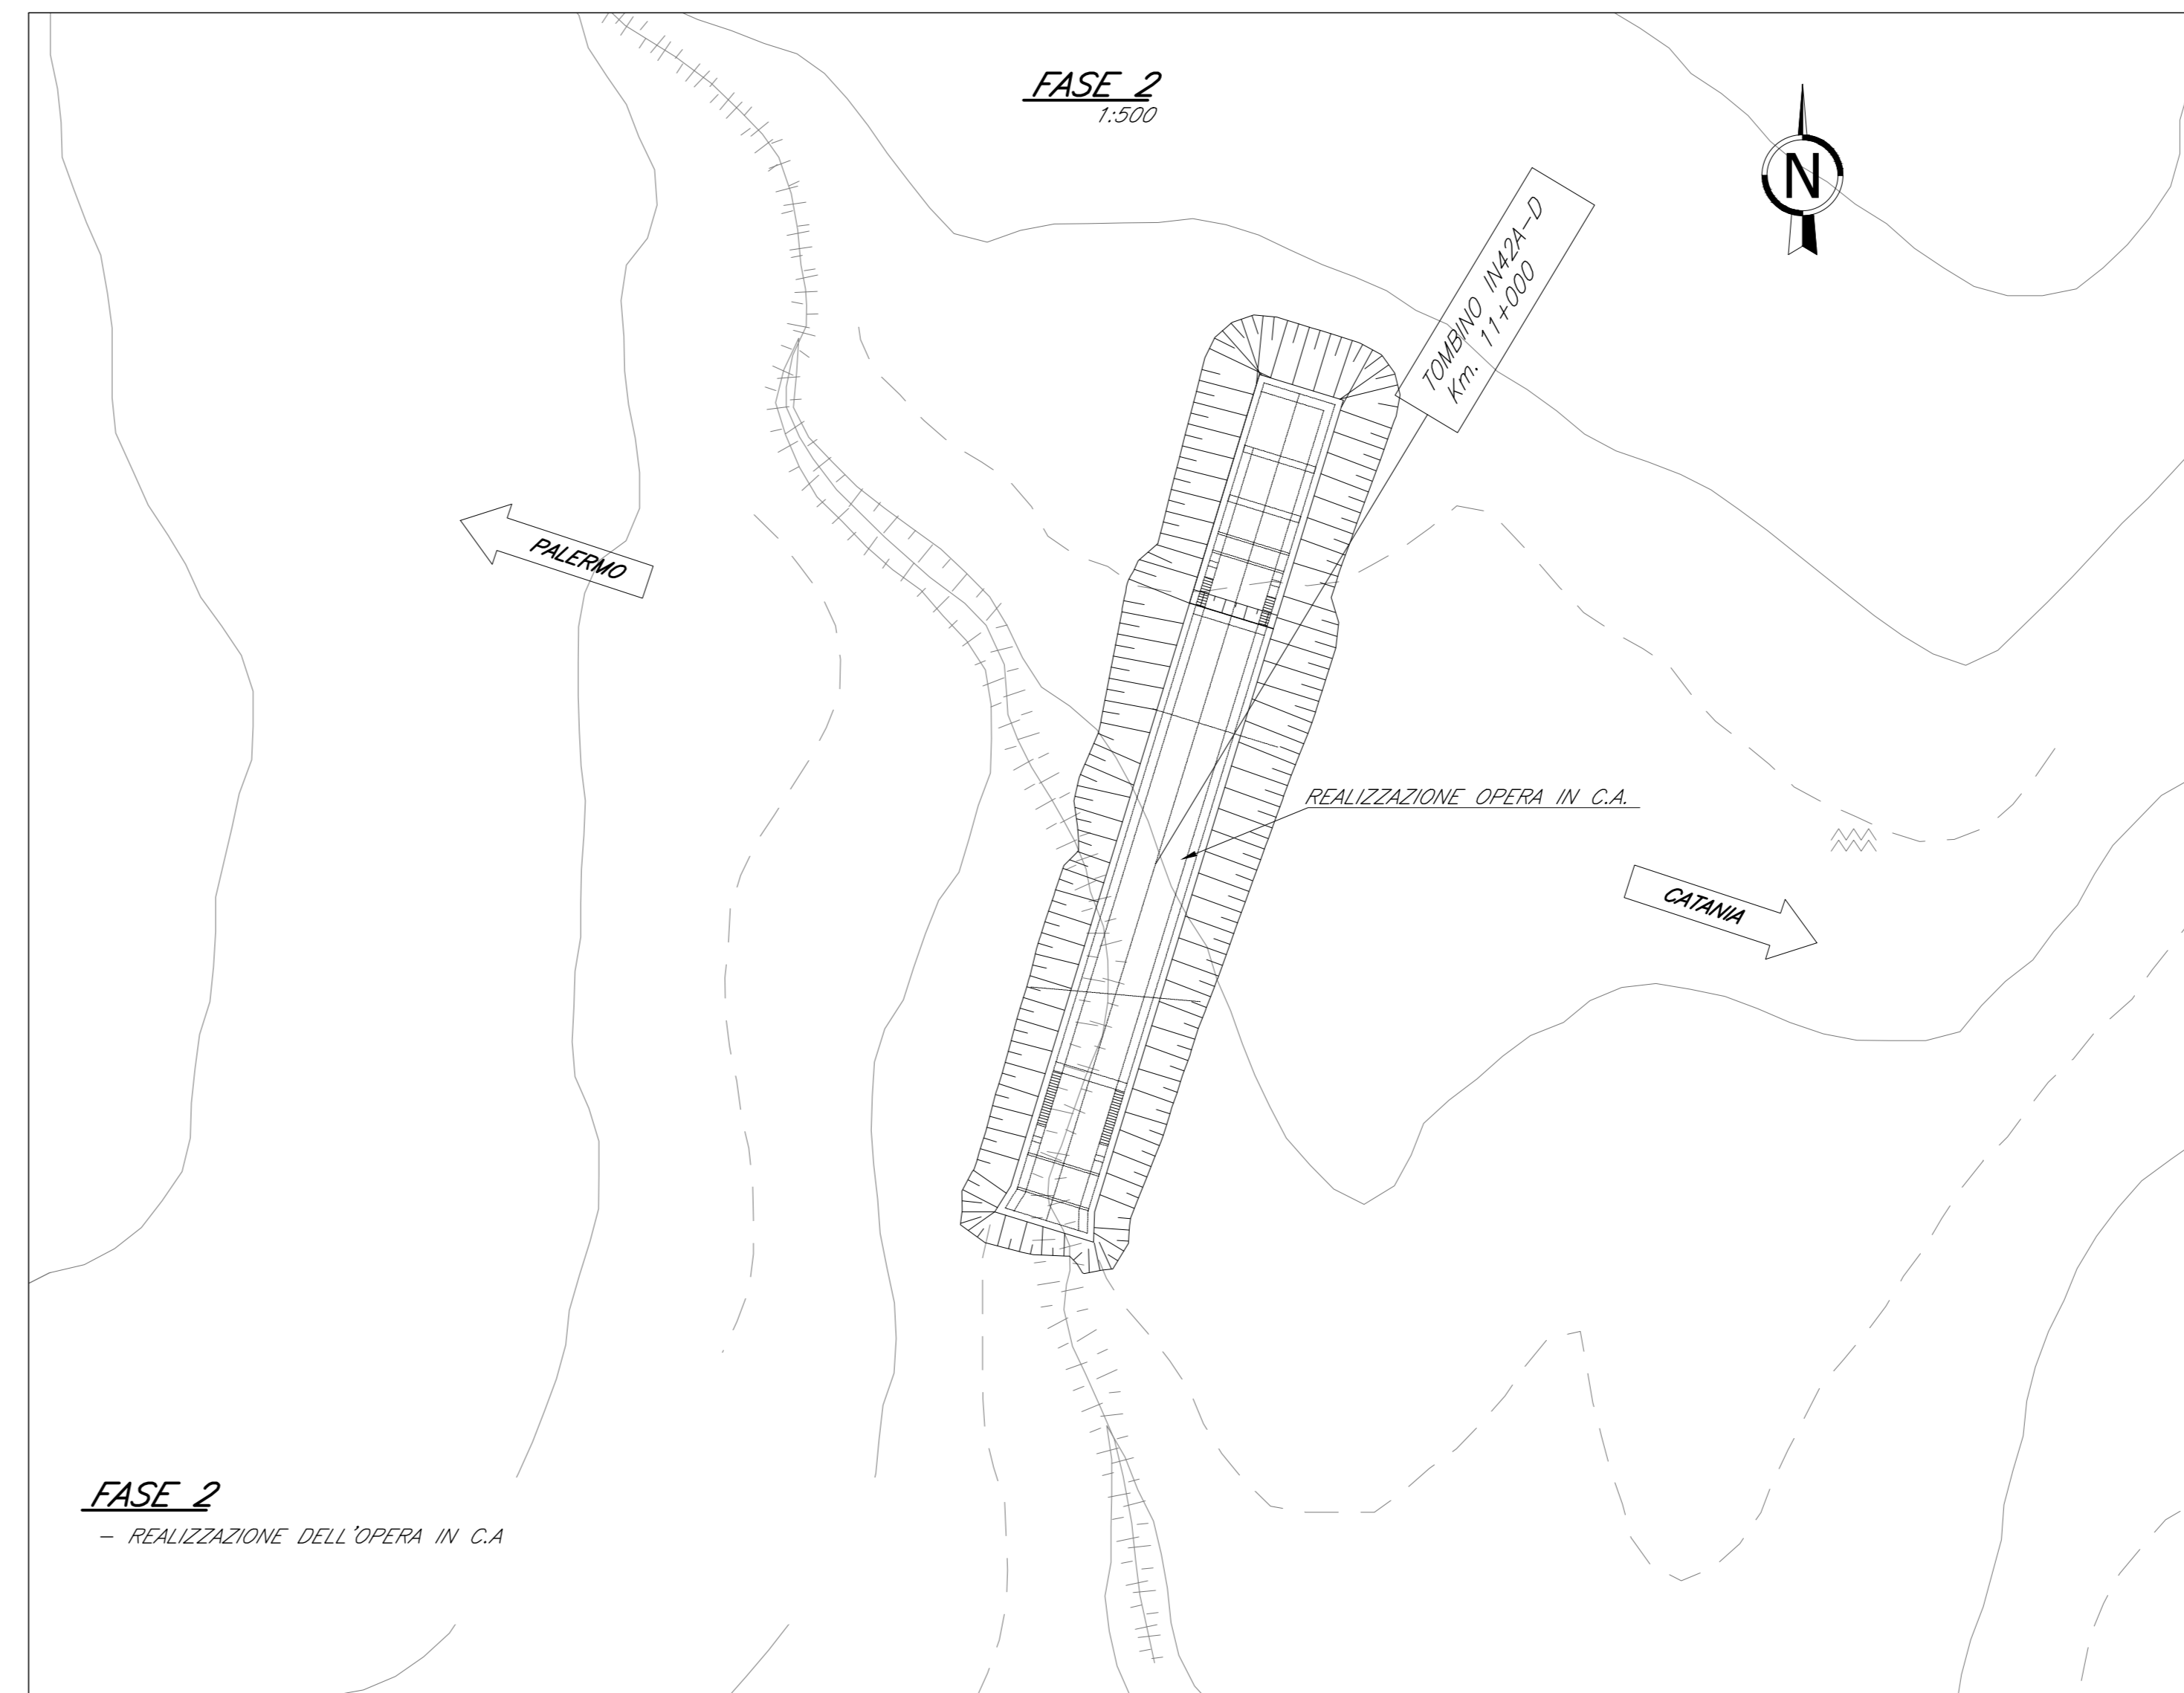 FASE 2
1:500
N
TOMBINO IN42A-D
Km. 11+000
PALERMO
REALIZZAZIONE OPERA IN C.A.
CATANIA
FASE 2
- REALIZZAZIONE DELL'OPERA IN C.A